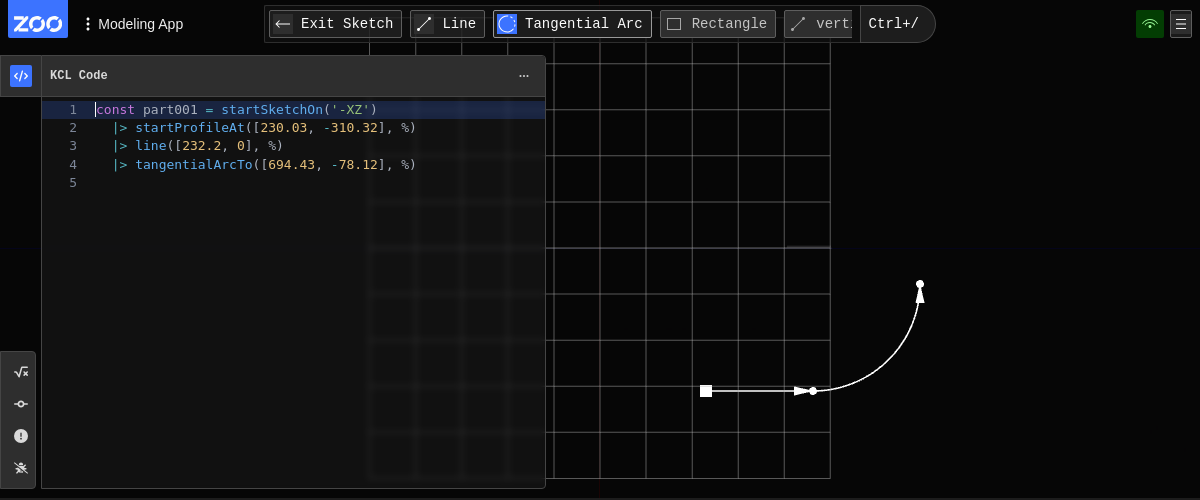 ZOO
Modeling App
Exit Sketch
Line
Tangential Arc
Rectangle
Ctrl+/
KCL Code
1 const part001 = startSketchOn('-XZ')
2 |> startProfileAt([230.03, -310.32], %)
3 |> line([232.2, 0], %)
4 |> tangentialArcTo([694.43, -78.12], %)
5